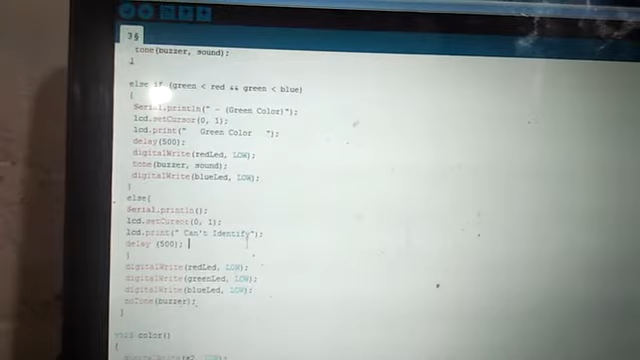 3§
tone(buzzer, sound);
}
else if (green < red && green < blue)
{
Serial.println(" - (Green Color)");
lcd.setCursor(0, 1);
lcd.print("   Green Color   ");
delay(500);
digitalWrite(redLed, LOW);
tone(buzzer, sound);
digitalWrite(blueLed, LOW);
}
else{
Serial.println();
lcd.setCursor(0, 1);
lcd.print(" Can't Identify");
delay (500);
}
digitalWrite(redLed, LOW);
digitalWrite(greenLed, LOW);
digitalWrite(blueLed, LOW);
noTone(buzzer);
}
void color()
{
digitalWrite(s2, LOW);